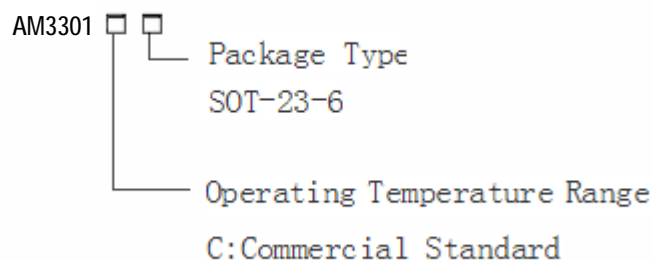 AM3301 □ □
Package Type
SOT-23-6
Operating Temperature Range
C:Commercial Standard